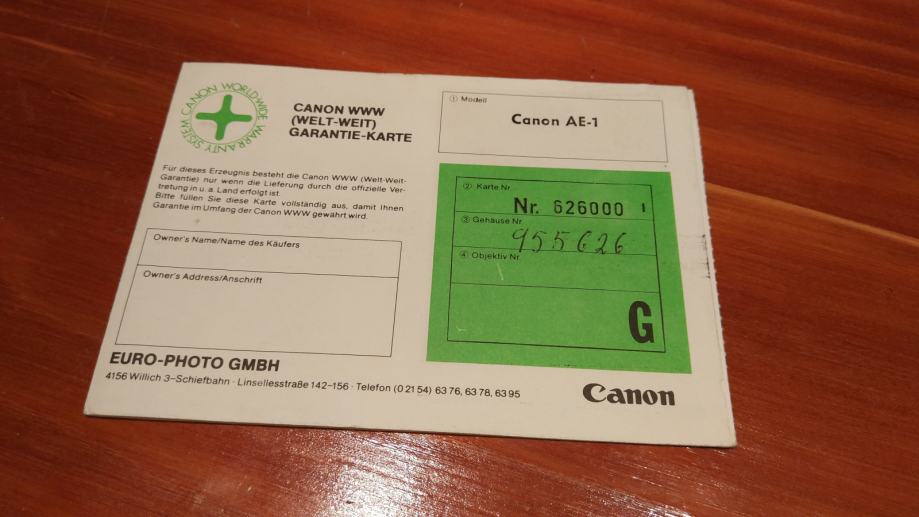 CANON WORLD-WIDE WARRANTY SYSTEM
CANON WWW
(WELT-WEIT)
GARANTIE-KARTE
Für dieses Erzeugnis besteht die Canon WWW (Welt-Weit-
Garantie) nur wenn die Lieferung durch die offizielle Ver-
tretung in u. a. Land erfolgt ist.
Bitte füllen Sie diese Karte vollständig aus, damit Ihnen
Garantie im Umfang der Canon WWW gewährt wird.
Owner's Name/Name des Käufers
Owner's Address/Anschrift
EURO-PHOTO GMBH
4156 Willich 3–Schiefbahn · Linsellesstraße 142-156 · Telefon (0 21 54) 63 76, 63 78, 63 95
① Modell
Canon AE-1
② Karte Nr.
Nr. 626000 I
③ Gehäuse Nr.
955626
④ Objektiv Nr.
G
Canon